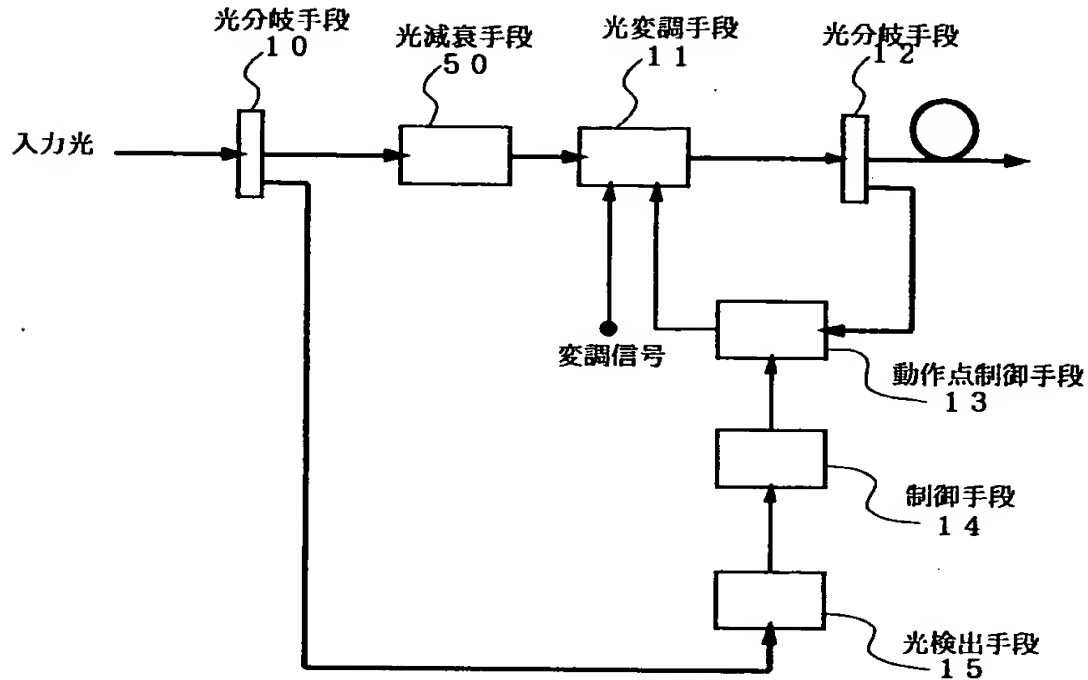 光分岐手段
10
光減衰手段
50
光変調手段
11
光分岐手段
12
入力光
変調信号
動作点制御手段
13
制御手段
14
光検出手段
15